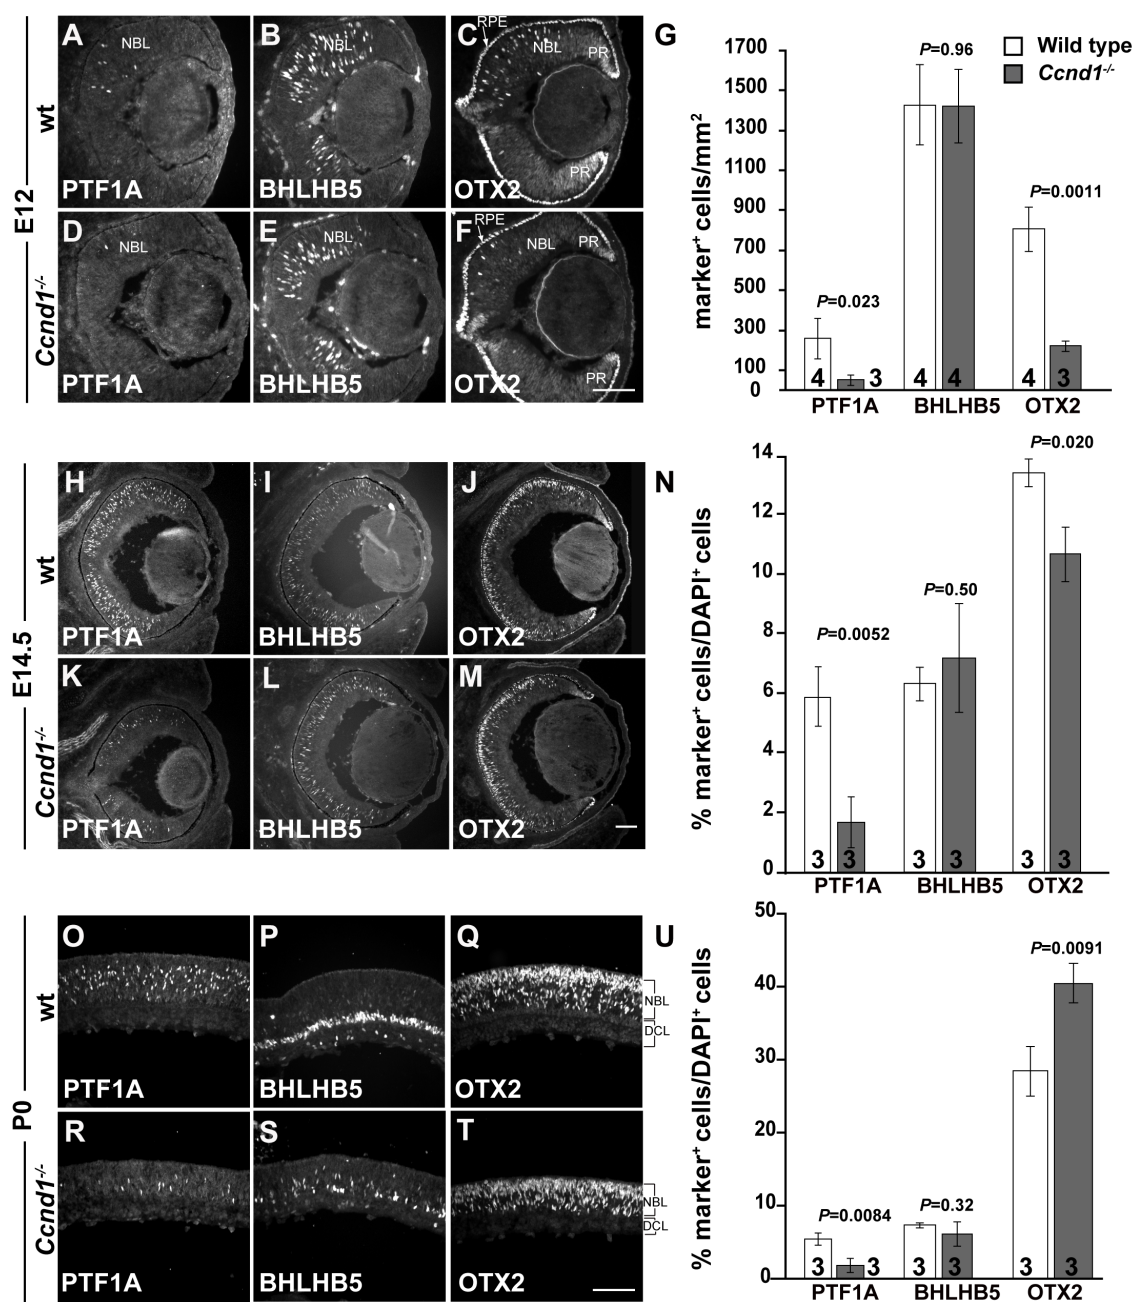 E12
wt
A
NBL
PTF1A
B
NBL
BHLHB5
C
RPE
NBL
PR
PR
OTX2
Ccnd1-/-
D
NBL
PTF1A
E
NBL
BHLHB5
F
RPE
NBL
PR
PR
OTX2
G
Wild type
Ccnd1-/-
marker+ cells/mm2
1700
1500
1300
1100
900
700
500
300
100
0
P=0.023
P=0.96
P=0.0011
4 3 4 4 4 3
PTF1A BHLHB5 OTX2
E14.5
wt
H
PTF1A
I
BHLHB5
J
OTX2
Ccnd1-/-
K
PTF1A
L
BHLHB5
M
OTX2
N
% marker+ cells/DAPI+ cells
14
12
10
8
6
4
2
0
P=0.0052
P=0.50
P=0.020
3 3 3 3 3 3
PTF1A BHLHB5 OTX2
P0
wt
O
PTF1A
P
BHLHB5
Q
OTX2
NBL
DCL
Ccnd1-/-
R
PTF1A
S
BHLHB5
T
OTX2
NBL
DCL
U
% marker+ cells/DAPI+ cells
50
40
30
20
10
0
P=0.0084
P=0.32
P=0.0091
3 3 3 3 3 3
PTF1A BHLHB5 OTX2